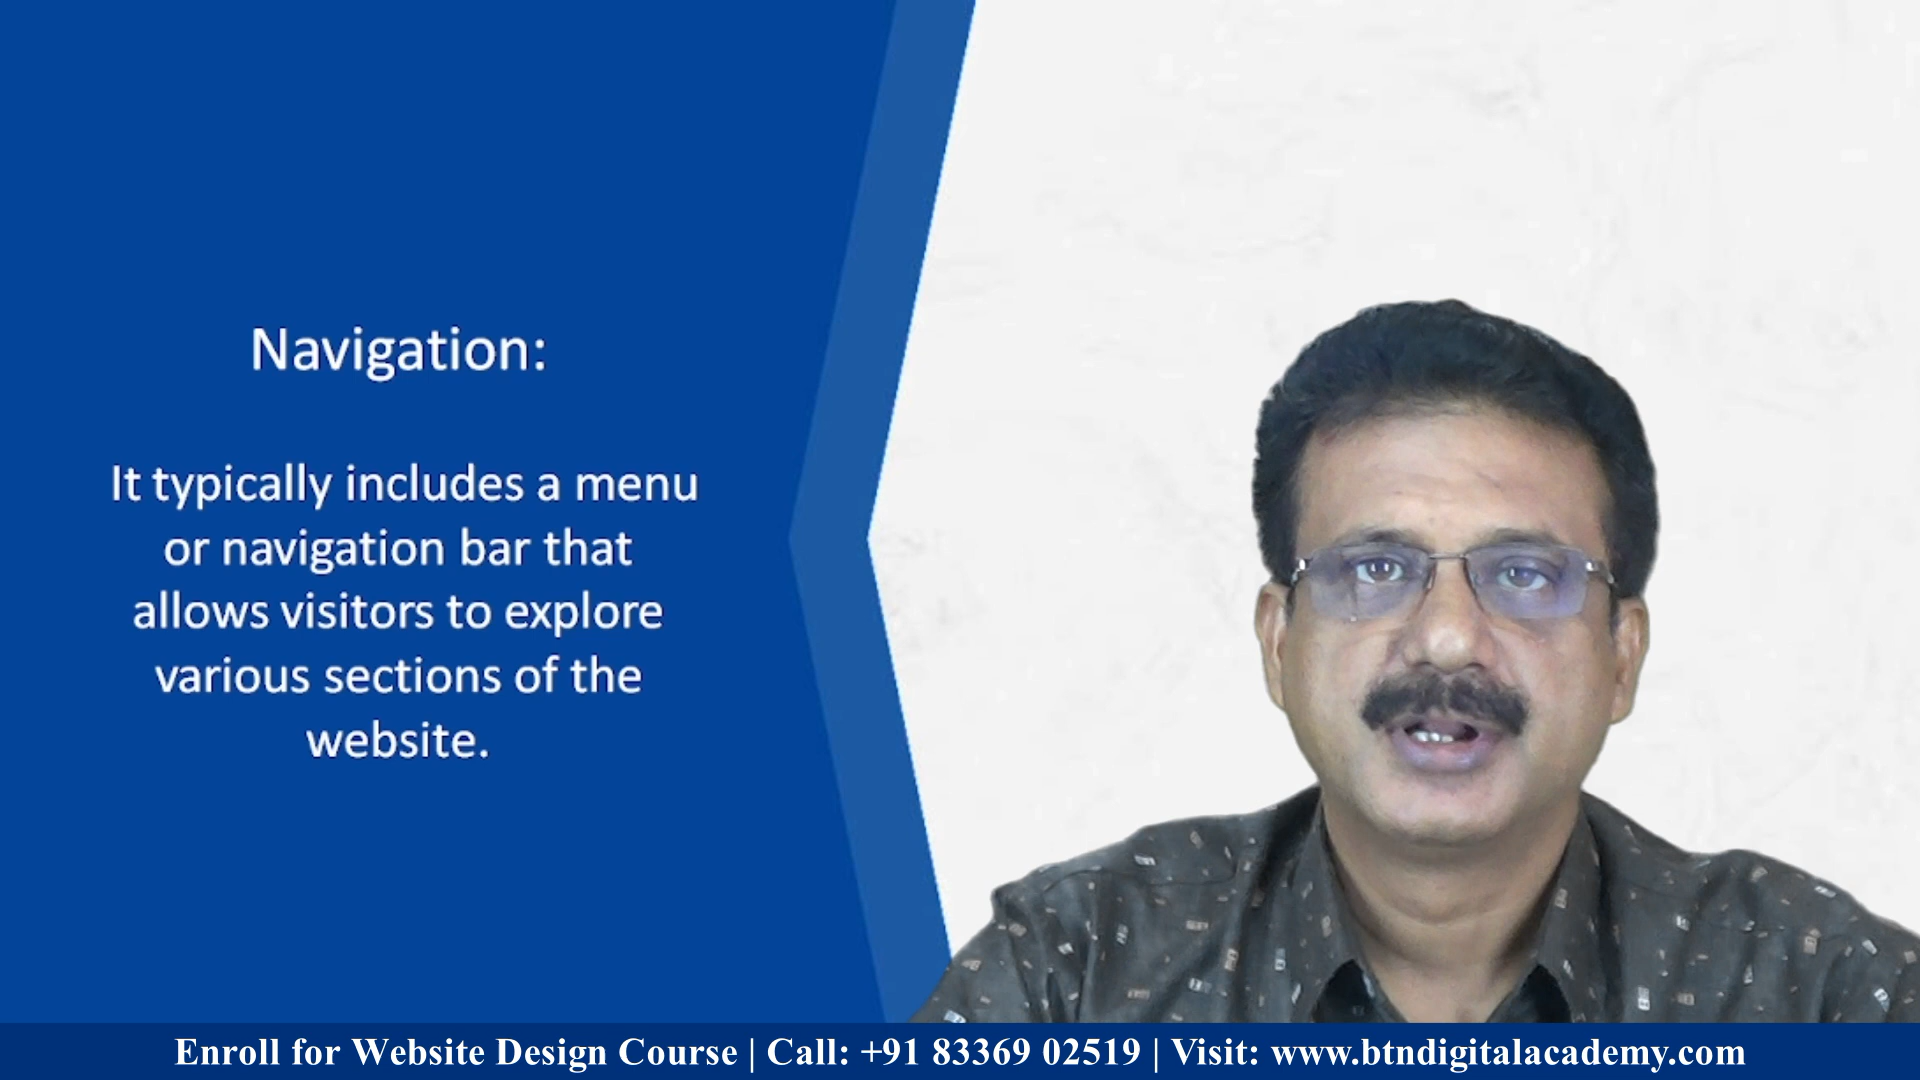 Navigation:
It typically includes a menu
or navigation bar that
allows visitors to explore
various sections of the
website.
Enroll for Website Design Course | Call: +91 83369 02519 | Visit: www.btndigitalacademy.com